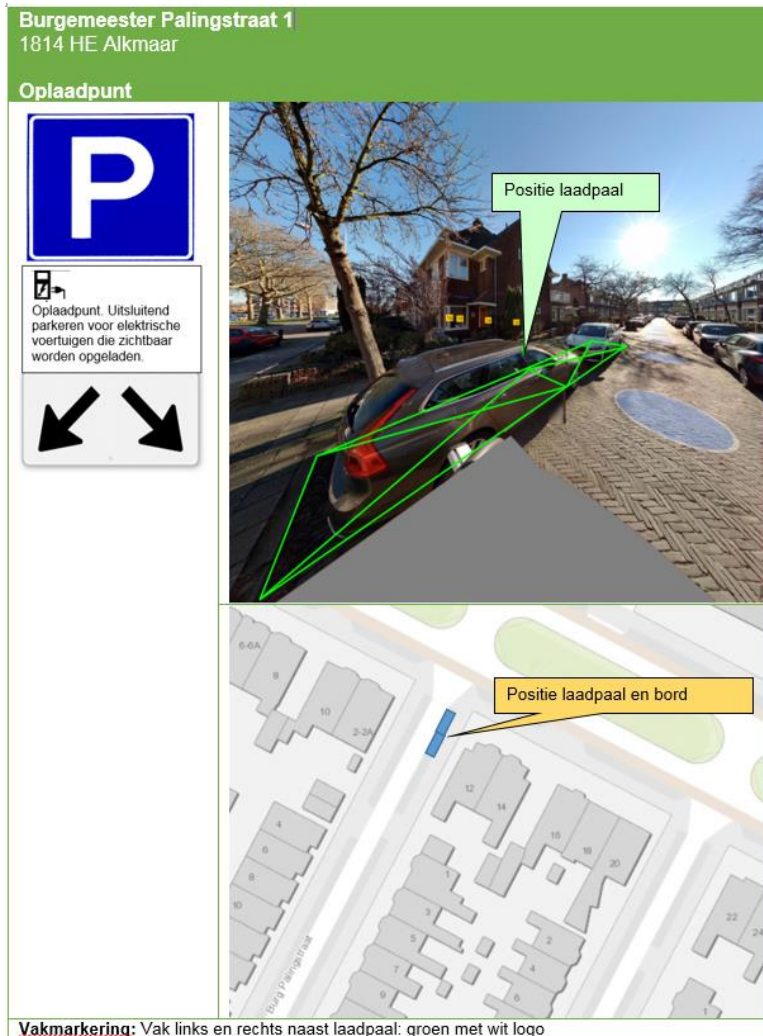 Burgemeester Palingstraat 1
1814 HE Alkmaar
Oplaadpunt
P
Oplaadpunt. Uitsluitend
parkeren voor elektrische
voertuigen die zichtbaar
worden opgeladen.
Positie laadpaal
Positie laadpaal en bord
6-6A
8
10
2-2A
12
14
16
18
20
4
6
8
10
1
3
5
7
9
2
4
6
22
24
1
Burg Palingstraat
Vakmarkering: Vak links en rechts naast laadpaal: groen met wit logo